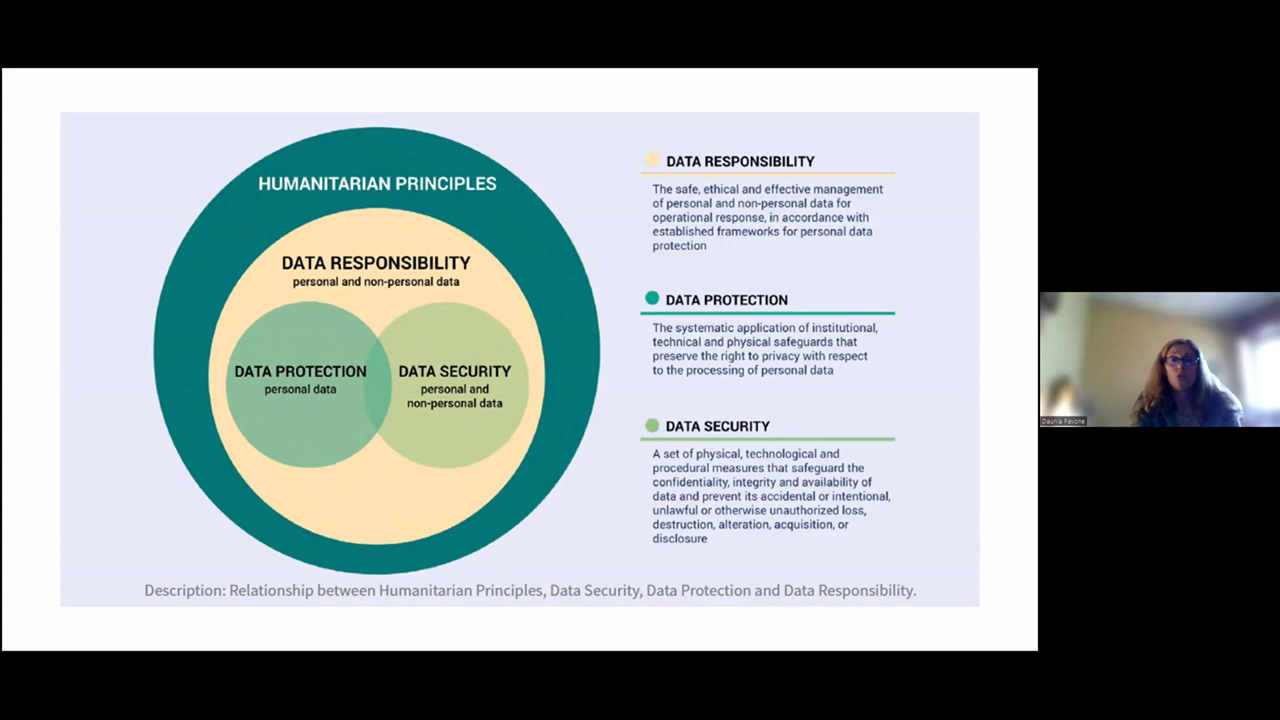 HUMANITARIAN PRINCIPLES
DATA RESPONSIBILITY
personal and non-personal data
DATA PROTECTION
personal data
DATA SECURITY
personal and
non-personal data
DATA RESPONSIBILITY
The safe, ethical and effective management
of personal and non-personal data for
operational response, in accordance with
established frameworks for personal data
protection
DATA PROTECTION
The systematic application of institutional,
technical and physical safeguards that
preserve the right to privacy with respect
to the processing of personal data
DATA SECURITY
A set of physical, technological and
procedural measures that safeguard the
confidentiality, integrity and availability of
data and prevent its accidental or intentional,
unlawful or otherwise unauthorized loss,
destruction, alteration, acquisition, or
disclosure
Description: Relationship between Humanitarian Principles, Data Security, Data Protection and Data Responsibility.
Daunia Pavone